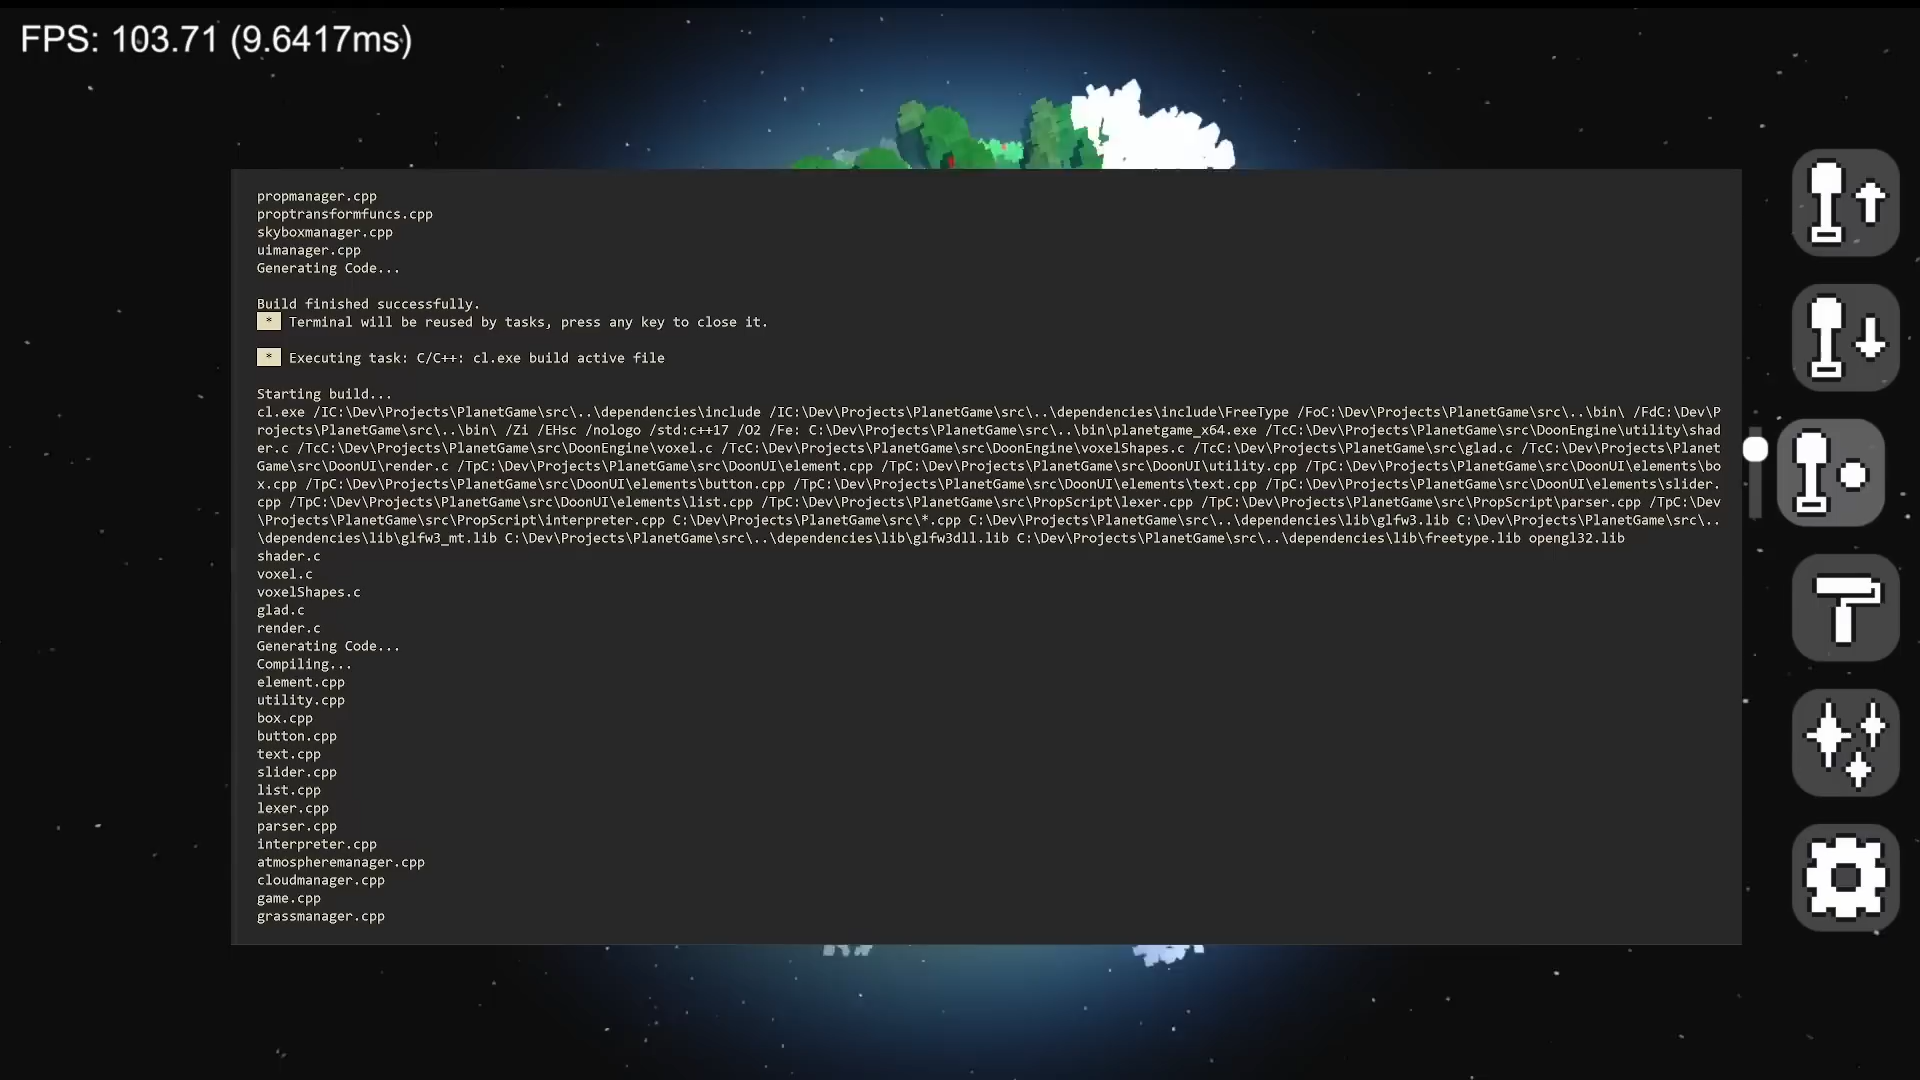 FPS: 103.71 (9.6417ms)
propmanager.cpp
proptransformfuncs.cpp
skyboxmanager.cpp
uimanager.cpp
Generating Code...
Build finished successfully.
* Terminal will be reused by tasks, press any key to close it.
* Executing task: C/C++: cl.exe build active file
Starting build...
cl.exe /IC:\Dev\Projects\PlanetGame\src\..\dependencies\include /IC:\Dev\Projects\PlanetGame\src\..\dependencies\include\FreeType /FoC:\Dev\Projects\PlanetGame\src\..\bin\ /FdC:\Dev\P
rojects\PlanetGame\src\..\bin\ /Zi /EHsc /nologo /std:c++17 /O2 /Fe: C:\Dev\Projects\PlanetGame\src\..\bin\planetgame_x64.exe /TcC:\Dev\Projects\PlanetGame\src\DoonEngine\utility\shad
er.c /TcC:\Dev\Projects\PlanetGame\src\DoonEngine\voxel.c /TcC:\Dev\Projects\PlanetGame\src\DoonEngine\voxelShapes.c /TcC:\Dev\Projects\PlanetGame\src\glad.c /TcC:\Dev\Projects\Planet
Game\src\DoonUI\render.c /TpC:\Dev\Projects\PlanetGame\src\DoonUI\element.cpp /TpC:\Dev\Projects\PlanetGame\src\DoonUI\utility.cpp /TpC:\Dev\Projects\PlanetGame\src\DoonUI\elements\bo
x.cpp /TpC:\Dev\Projects\PlanetGame\src\DoonUI\elements\button.cpp /TpC:\Dev\Projects\PlanetGame\src\DoonUI\elements\text.cpp /TpC:\Dev\Projects\PlanetGame\src\DoonUI\elements\slider.
cpp /TpC:\Dev\Projects\PlanetGame\src\DoonUI\elements\list.cpp /TpC:\Dev\Projects\PlanetGame\src\PropScript\lexer.cpp /TpC:\Dev\Projects\PlanetGame\src\PropScript\parser.cpp /TpC:\Dev
\Projects\PlanetGame\src\PropScript\interpreter.cpp C:\Dev\Projects\PlanetGame\src\*.cpp C:\Dev\Projects\PlanetGame\src\..\dependencies\lib\glfw3.lib C:\Dev\Projects\PlanetGame\src\..
\dependencies\lib\glfw3_mt.lib C:\Dev\Projects\PlanetGame\src\..\dependencies\lib\glfw3dll.lib C:\Dev\Projects\PlanetGame\src\..\dependencies\lib\freetype.lib opengl32.lib
shader.c
voxel.c
voxelShapes.c
glad.c
render.c
Generating Code...
Compiling...
element.cpp
utility.cpp
box.cpp
button.cpp
text.cpp
slider.cpp
list.cpp
lexer.cpp
parser.cpp
interpreter.cpp
atmospheremanager.cpp
cloudmanager.cpp
game.cpp
grassmanager.cpp